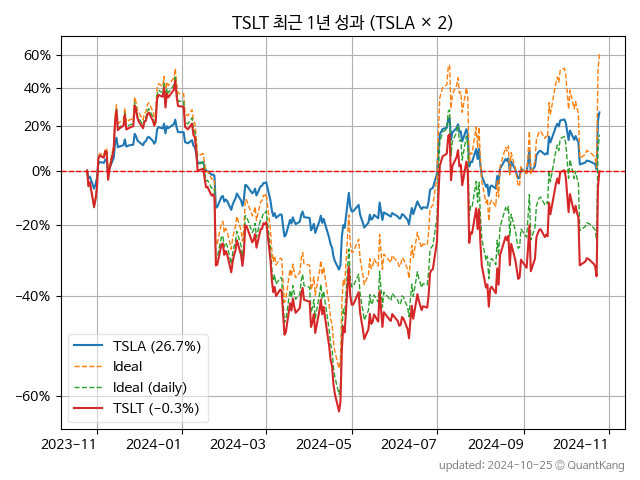 TSLT 최근 1년 성과 (TSLA × 2)
60%
40%
20%
0%
−20%
−40%
−60%
TSLA (26.7%)
Ideal
Ideal (daily)
TSLT (−0.3%)
2023−11
2024−01
2024−03
2024−05
2024−07
2024−09
2024−11
updated: 2024-10-25 © QuantKang